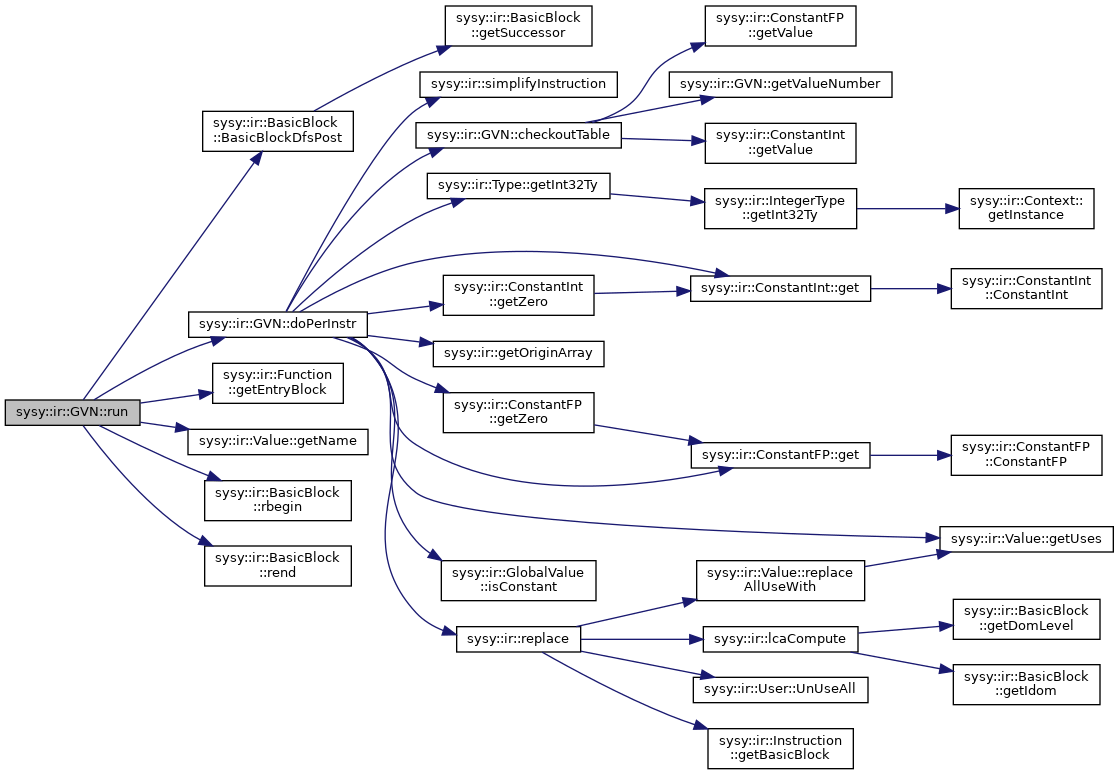 sysy::ir::GVN::run
sysy::ir::BasicBlock
::BasicBlockDfsPost
sysy::ir::BasicBlock
::getSuccessor
sysy::ir::GVN::doPerInstr
sysy::ir::simplifyInstruction
sysy::ir::GVN::checkoutTable
sysy::ir::ConstantFP
::getValue
sysy::ir::GVN::getValueNumber
sysy::ir::ConstantInt
::getValue
sysy::ir::Type::getInt32Ty
sysy::ir::IntegerType
::getInt32Ty
sysy::ir::Context::
getInstance
sysy::ir::ConstantInt
::getZero
sysy::ir::ConstantInt::get
sysy::ir::ConstantInt
::ConstantInt
sysy::ir::getOriginArray
sysy::ir::ConstantFP
::getZero
sysy::ir::ConstantFP::get
sysy::ir::ConstantFP
::ConstantFP
sysy::ir::Value::getUses
sysy::ir::GlobalValue
::isConstant
sysy::ir::replace
sysy::ir::Value::replace
AllUseWith
sysy::ir::lcaCompute
sysy::ir::BasicBlock
::getDomLevel
sysy::ir::BasicBlock
::getIdom
sysy::ir::User::UnUseAll
sysy::ir::Instruction
::getBasicBlock
sysy::ir::Function
::getEntryBlock
sysy::ir::Value::getName
sysy::ir::BasicBlock
::rbegin
sysy::ir::BasicBlock
::rend